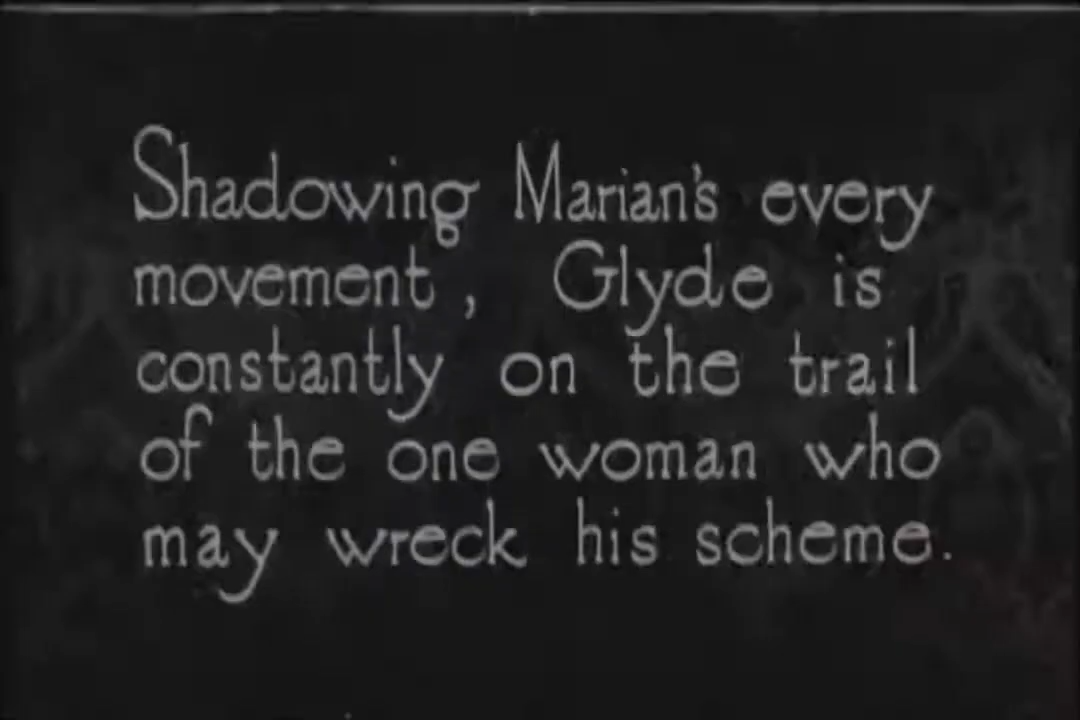 Shadowing Marian's every
movement, Glyde is
constantly on the trail
of the one woman who
may wreck his scheme.